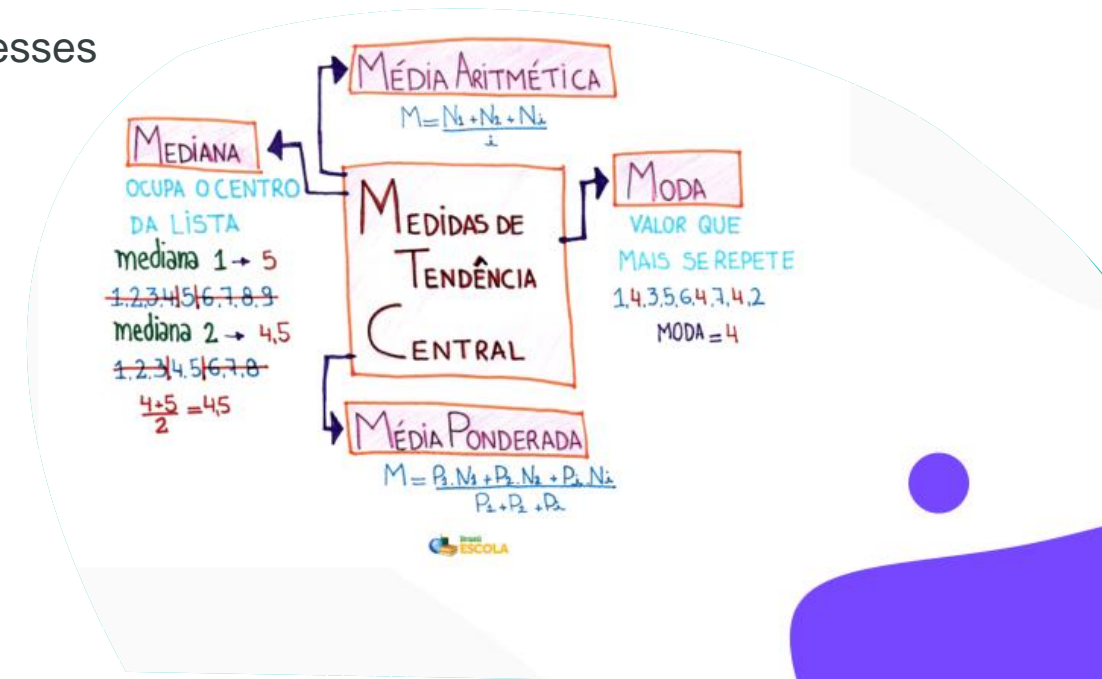 esses
MÉDIA ARITMÉTICA
M = N₁ + N₂ + Nᵢ
i
MEDIANA
OCUPA O CENTRO
DA LISTA
mediana 1 → 5
1,2,3,4|5|6,7,8,9
mediana 2 → 4,5
1,2,3|4,5|6,7,8
4+5 = 4,5
2
MEDIDAS DE
TENDÊNCIA
CENTRAL
MODA
VALOR QUE
MAIS SE REPETE
1,4,3,5,6,4,7,4,2
MODA = 4
MÉDIA PONDERADA
M = P₁.N₁ + P₂.N₂ + Pᵢ.Nᵢ
P₁ + P₂ + Pᵢ
Brasil
ESCOLA